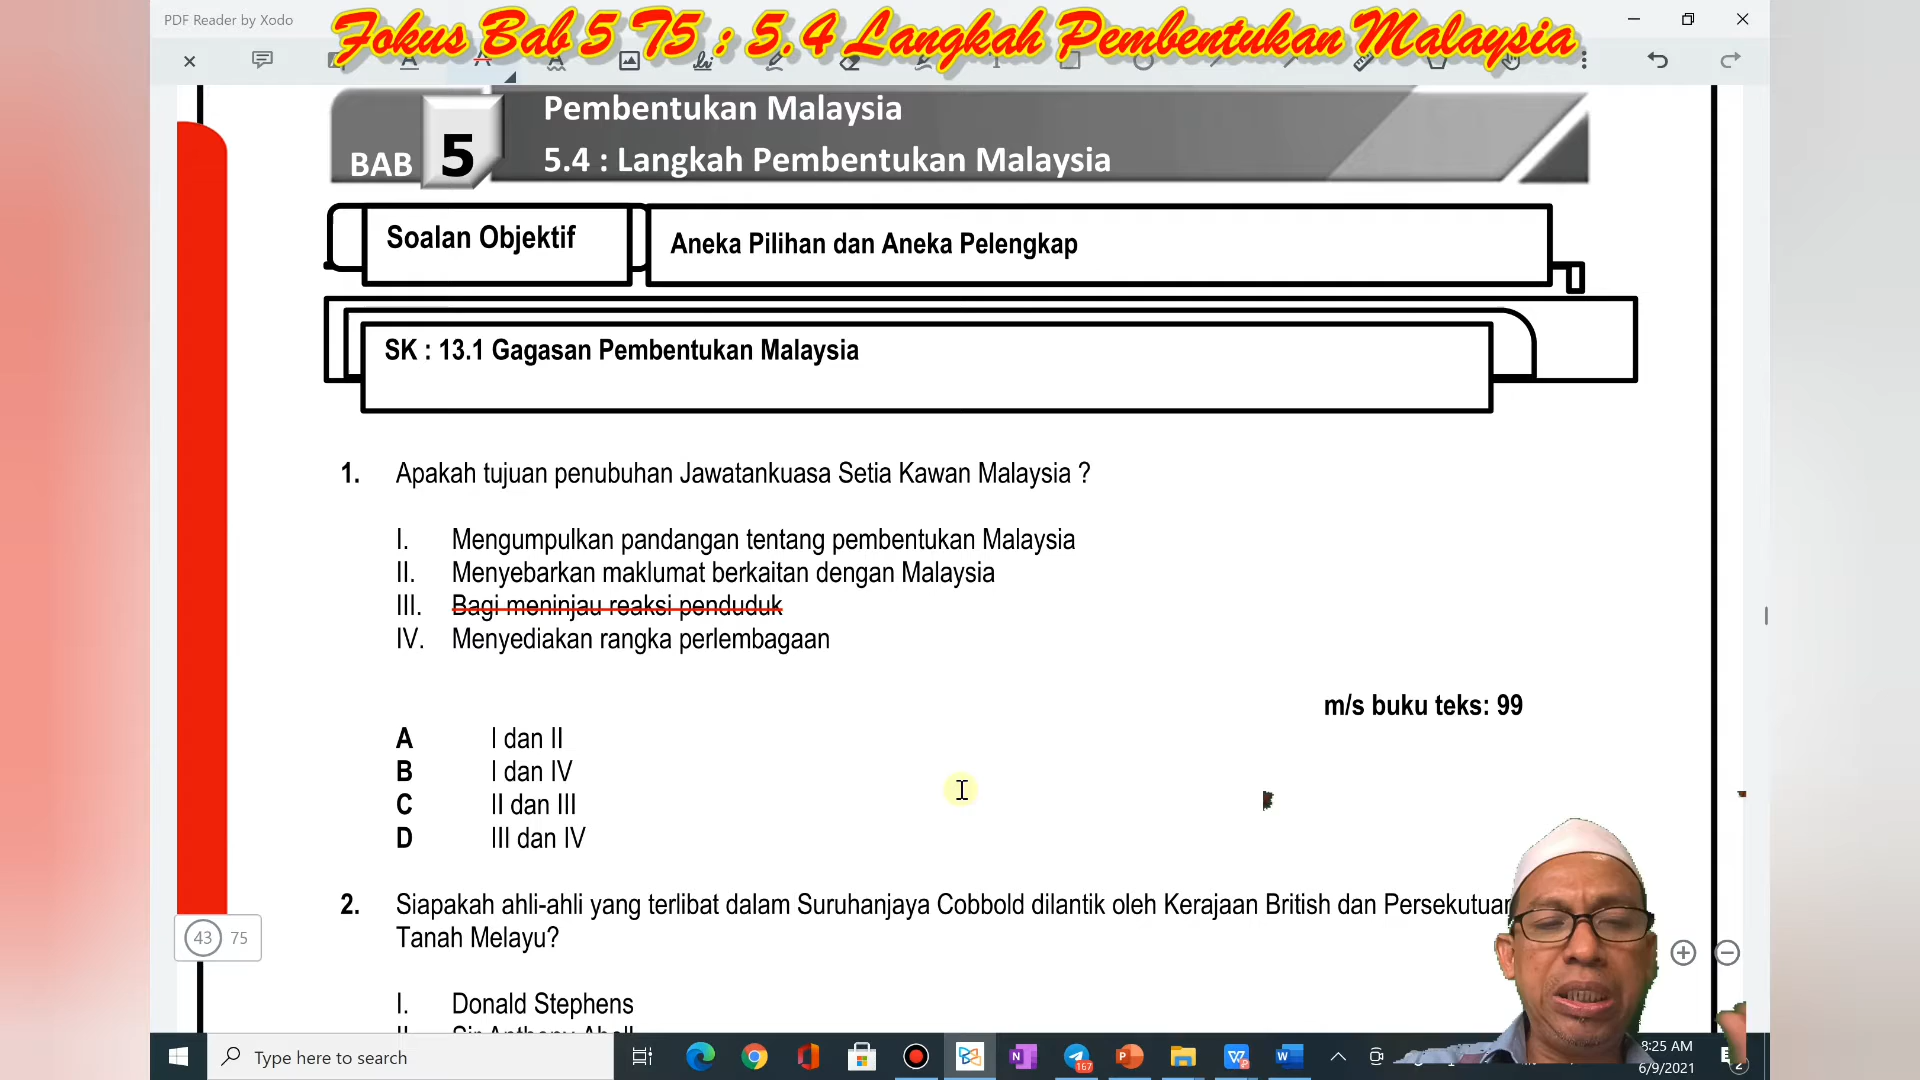 PDF Reader by Xodo
Fokus Bab 5 T5 : 5.4 Langkah Pembentukan Malaysia
Pembentukan Malaysia
BAB 5
5.4 : Langkah Pembentukan Malaysia
Soalan Objektif
Aneka Pilihan dan Aneka Pelengkap
SK : 13.1 Gagasan Pembentukan Malaysia
1. Apakah tujuan penubuhan Jawatankuasa Setia Kawan Malaysia ?
I. Mengumpulkan pandangan tentang pembentukan Malaysia
II. Menyebarkan maklumat berkaitan dengan Malaysia
III. Bagi meninjau reaksi penduduk
IV. Menyediakan rangka perlembagaan
m/s buku teks: 99
A I dan II
B I dan IV
C II dan III
D III dan IV
2. Siapakah ahli-ahli yang terlibat dalam Suruhanjaya Cobbold dilantik oleh Kerajaan British dan Persekutuan
Tanah Melayu?
43 75
I. Donald Stephens
II.
Type here to search
167
8:25 AM
6/9/2021
2